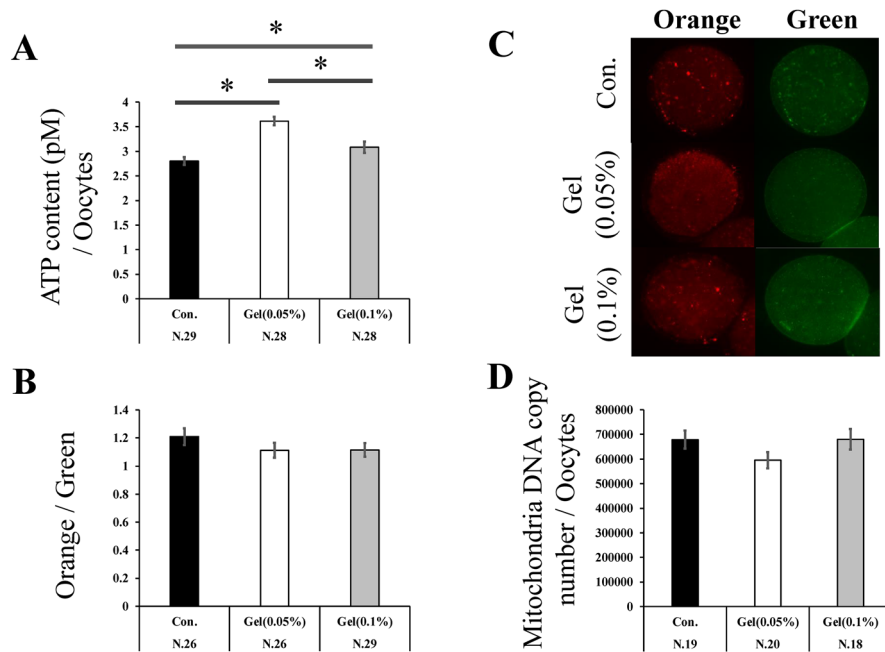 A
*
*
*
ATP content (pM)
/ Oocytes
4
3.5
3
2.5
2
1.5
1
0.5
0
Con. Gel(0.05%) Gel(0.1%)
N.29 N.28 N.28
B
Orange / Green
1.4
1.2
1
0.8
0.6
0.4
0.2
0
Con. Gel(0.05%) Gel(0.1%)
N.26 N.26 N.29
C
Orange Green
Con.
Gel
(0.05%)
Gel
(0.1%)
D
Mitochondria DNA copy
number / Oocytes
800000
700000
600000
500000
400000
300000
200000
100000
0
Con. Gel(0.05%) Gel(0.1%)
N.19 N.20 N.18